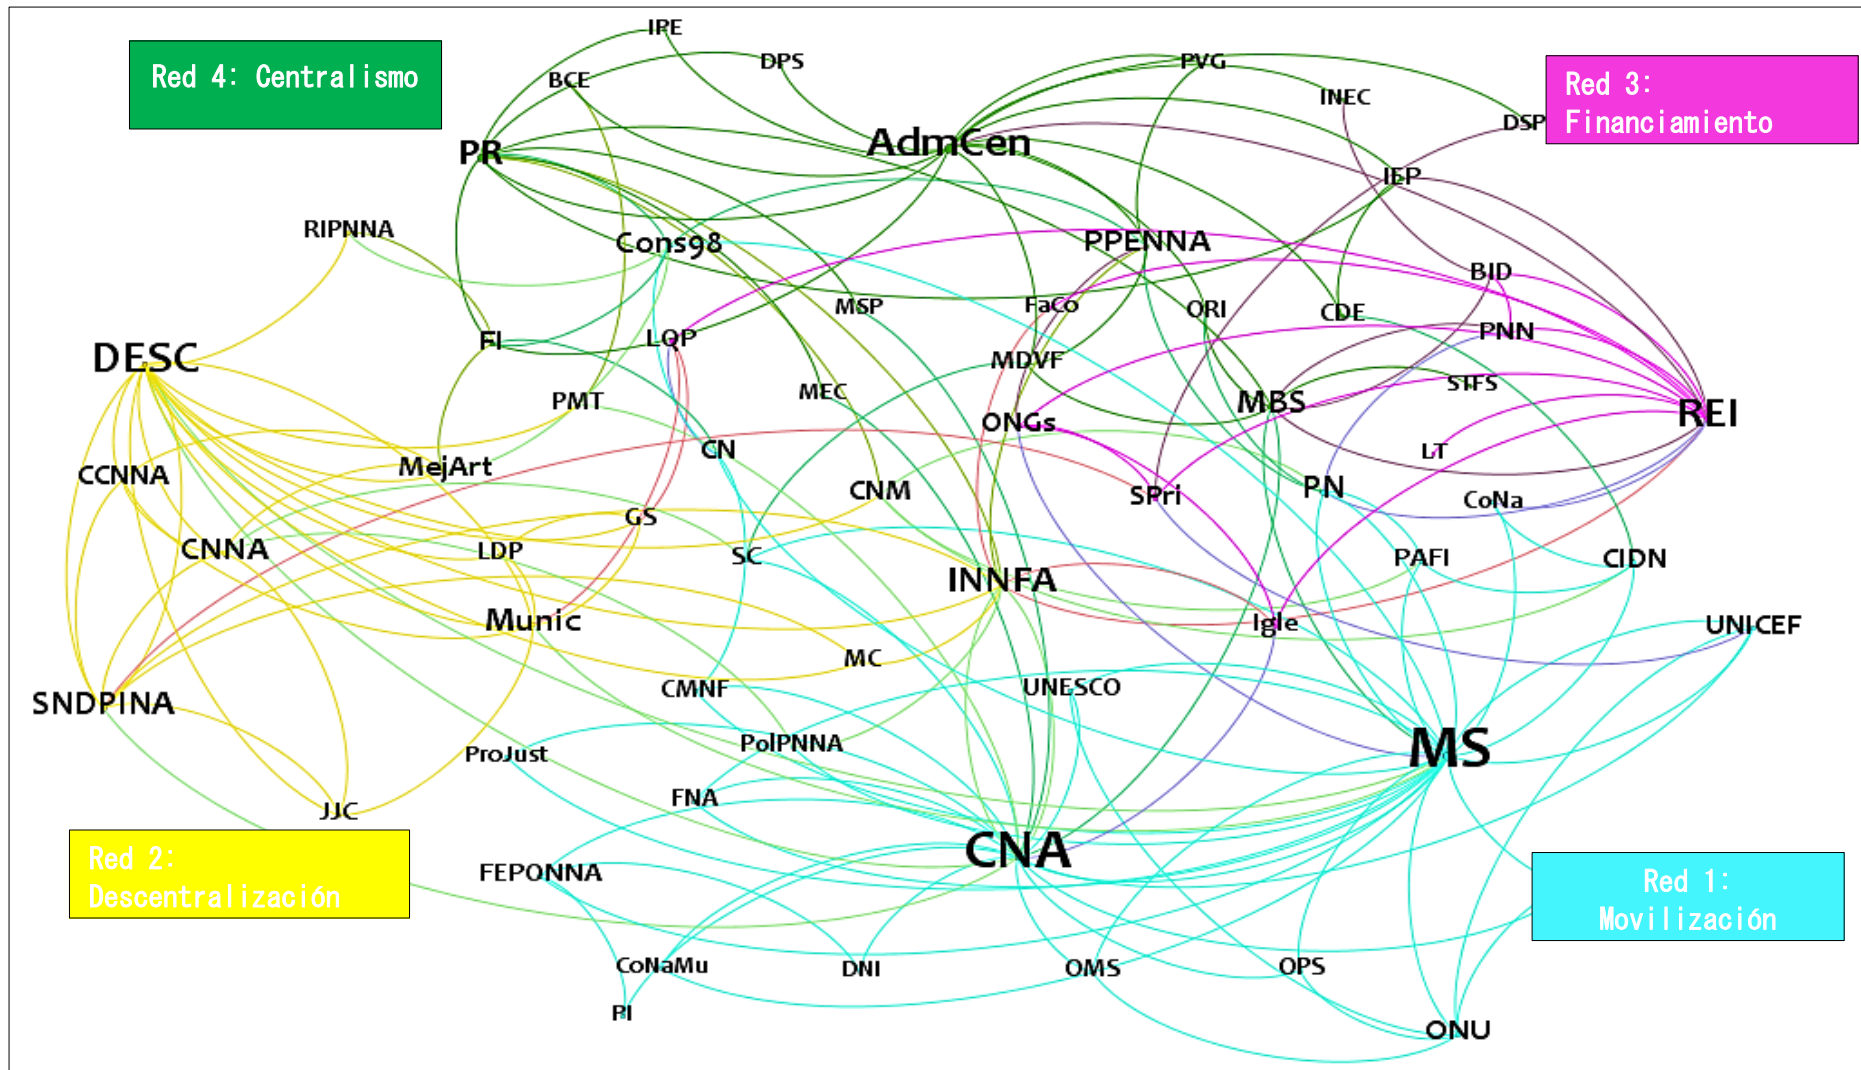 IPE
DPS
PVG
BCE
INEC
DSP
Red 4: Centralismo
Red 3:
Financiamiento
PR
AdmCen
IEP
RIPNNA
Cons98
PPENNA
BID
MSP
FaCo
ORI
CDE
PNN
FI
LQP
DESC
MDVF
STFS
MEC
PMT
MBS
REI
ONGs
CN
LT
CCNNA
MejArt
CNM
SPri
PN
CoNa
GS
CNNA
LDP
SC
PAFI
CIDN
INNFA
Munic
Igle
UNICEF
MC
CMNF
UNESCO
SNDPINA
ProJust
PolPNNA
MS
FNA
JJC
CNA
Red 2:
Descentralización
FEPONNA
Red 1:
Movilización
CoNaMu
DNI
OMS
OPS
PI
ONU